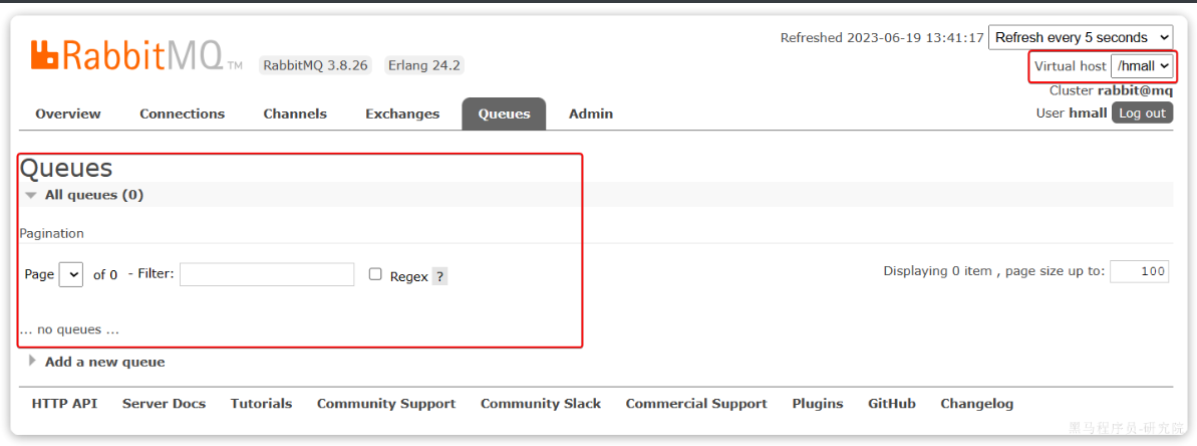 Refreshed 2023-06-19 13:41:17 Refresh every 5 seconds
RabbitMQ TM RabbitMQ 3.8.26 Erlang 24.2
Virtual host /hmall
Cluster rabbit@mq
User hmall Log out
Overview Connections Channels Exchanges Queues Admin
Queues
All queues (0)
Pagination
Page of 0 - Filter: Regex ? Displaying 0 item , page size up to: 100
... no queues ...
Add a new queue
HTTP API Server Docs Tutorials Community Support Community Slack Commercial Support Plugins GitHub Changelog
黑马程序员-研究院